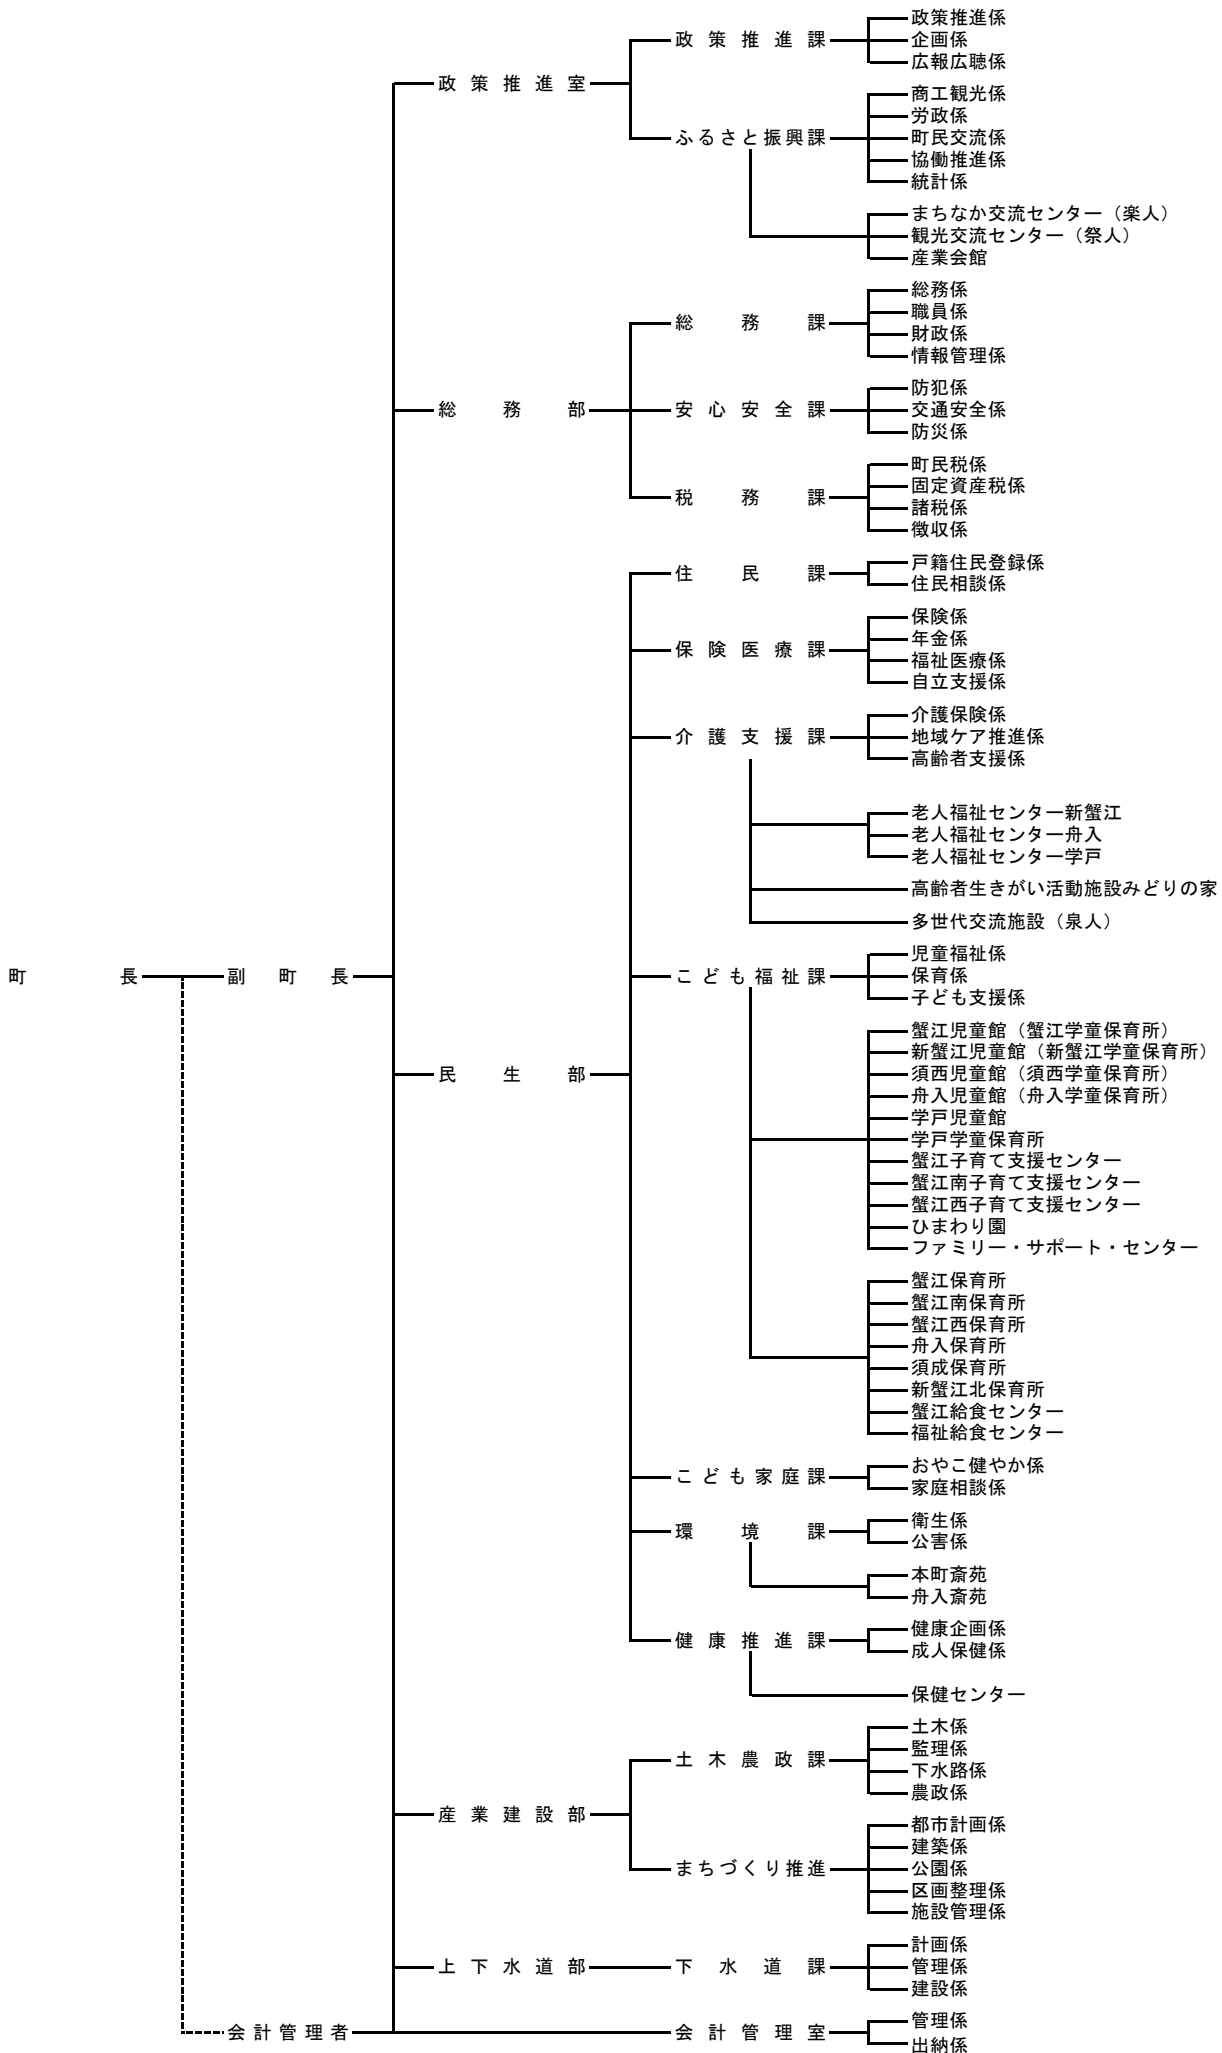 政策推進係
政策推進課
企画係
広報広聴係
政策推進室
商工観光係
労政係
ふるさと振興課
町民交流係
協働推進係
統計係
まちなか交流センター（楽人）
観光交流センター（祭人）
産業会館
総務係
職員係
総務課
財政係
情報管理係
防犯係
総務部
安心安全課
交通安全係
防災係
町民税係
固定資産税係
税務課
諸税係
徴収係
戸籍住民登録係
住民課
住民相談係
保険係
年金係
保険医療課
福祉医療係
自立支援係
介護保険係
介護支援課
地域ケア推進係
高齢者支援係
老人福祉センター新蟹江
老人福祉センター舟入
老人福祉センター学戸
高齢者生きがい活動施設みどりの家
多世代交流施設（泉人）
児童福祉係
町長
副町長
こども福祉課
保育係
子ども支援係
蟹江児童館（蟹江学童保育所）
新蟹江児童館（新蟹江学童保育所）
民生部
須西児童館（須西学童保育所）
舟入児童館（舟入学童保育所）
学戸児童館
学戸学童保育所
蟹江子育て支援センター
蟹江南子育て支援センター
蟹江西子育て支援センター
ひまわり園
ファミリー・サポート・センター
蟹江保育所
蟹江南保育所
蟹江西保育所
舟入保育所
須成保育所
新蟹江北保育所
蟹江給食センター
福祉給食センター
おやこ健やか係
こども家庭課
家庭相談係
衛生係
環境課
公害係
本町斎苑
舟入斎苑
健康企画係
健康推進課
成人保健係
保健センター
土木係
監理係
土木農政課
下水路係
農政係
産業建設部
都市計画係
建築係
まちづくり推進
公園係
区画整理係
施設管理係
計画係
上下水道部
下水道課
管理係
建設係
管理係
会計管理者
会計管理室
出納係